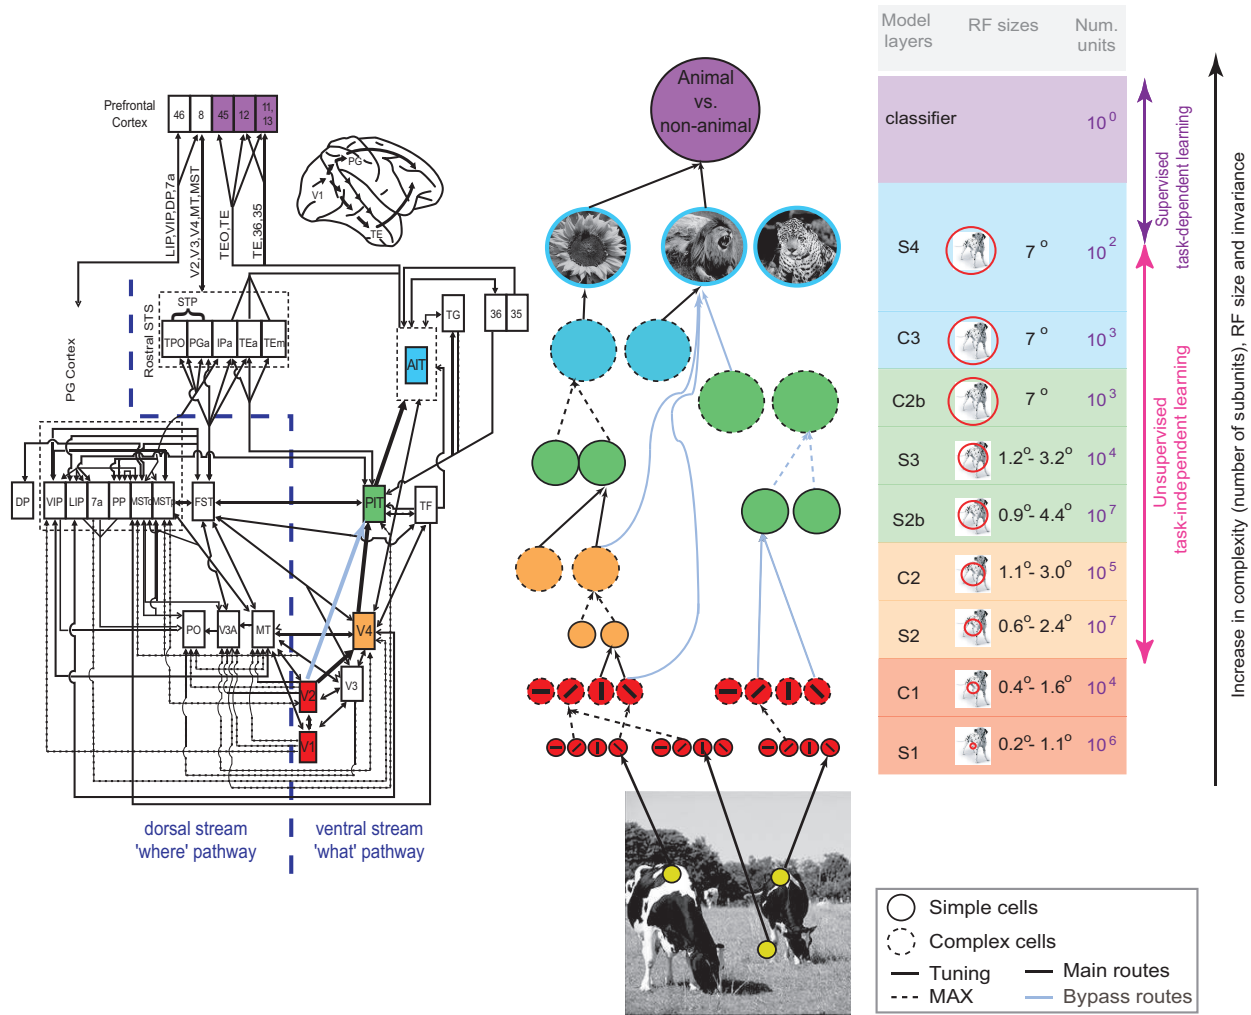 Prefrontal
Cortex
46
8
45
12
11,
13
LIP,VIP,DP,7a
V2,V3,V4,MT,MST
TEO,TE
TE,36,35
PG
V1
TE
Rostral STS
STP
TPO
PGa
IPa
TEa
TEm
PG Cortex
AIT
TG
36
35
DP
VIP
LIP
7a
PP
MSTc
MSTp
FST
PIT
TF
PO
V3A
MT
V4
V2
V3
V1
dorsal stream
'where' pathway
ventral stream
'what' pathway
Animal
vs.
non-animal
Model
layers
RF sizes
Num.
units
classifier
10⁰
S4
7 °
10²
C3
7 °
10³
C2b
7 °
10³
S3
1.2°- 3.2°
10⁴
S2b
0.9°- 4.4°
10⁷
C2
1.1°- 3.0°
10⁵
S2
0.6°- 2.4°
10⁷
C1
0.4°- 1.6°
10⁴
S1
0.2°- 1.1°
10⁶
Supervised
task-dependent learning
Unsupervised
task-independent learning
Increase in complexity (number of subunits), RF size and invariance
Simple cells
Complex cells
Tuning
Main routes
MAX
Bypass routes